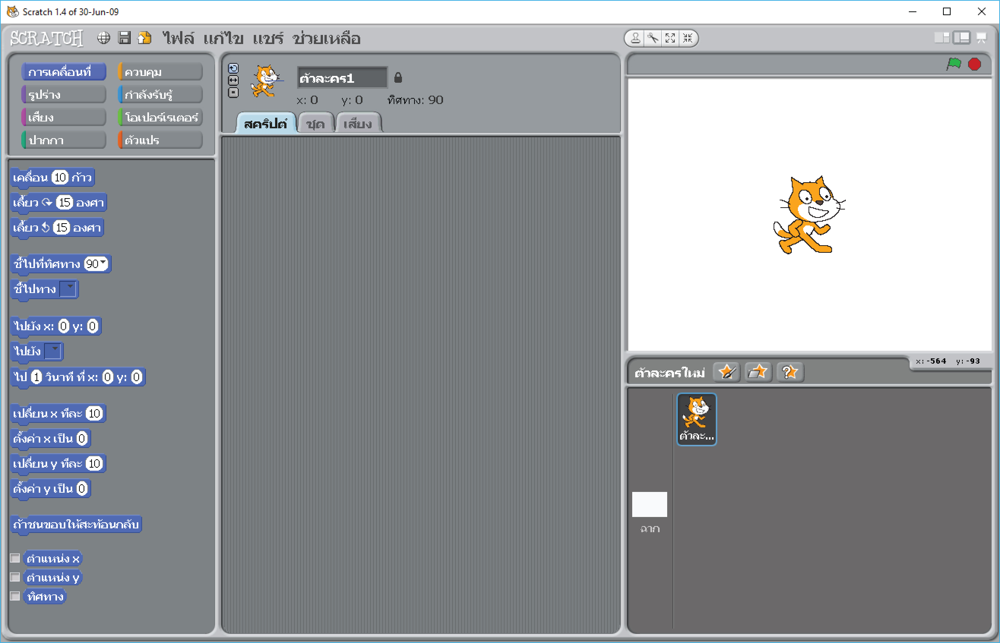 Scratch 1.4 of 30-Jun-09
SCRATCH ไฟล์ แก้ไข แชร์ ช่วยเหลือ
การเคลื่อนที่ ควบคุม
รูปร่าง กำลังรับรู้
เสียง โอเปอร์เรเตอร์
ปากกา ตัวแปร
เคลื่อน 10 ก้าว
เลี้ยว 15 องศา
เลี้ยว 15 องศา
ชี้ไปที่ทิศทาง 90
ชี้ไปทาง
ไปยัง x: 0 y: 0
ไปยัง
ไป 1 วินาที ที่ x: 0 y: 0
เปลี่ยน x ทีละ 10
ตั้งค่า x เป็น 0
เปลี่ยน y ทีละ 10
ตั้งค่า y เป็น 0
ถ้าชนขอบให้สะท้อนกลับ
ตำแหน่ง x
ตำแหน่ง y
ทิศทาง
ตัวละคร1
x: 0 y: 0 ทิศทาง: 90
สคริปต์ ชุด เสียง
x: -564 y: -93
ตัวละครใหม่
ตัวละ...
ฉาก